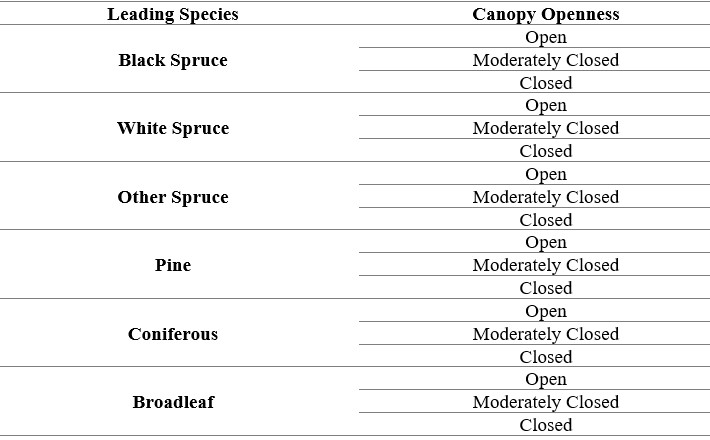 Leading Species Canopy Openness
Open
Black Spruce Moderately Closed
Closed
Open
White Spruce Moderately Closed
Closed
Open
Other Spruce Moderately Closed
Closed
Open
Pine Moderately Closed
Closed
Open
Coniferous Moderately Closed
Closed
Open
Broadleaf Moderately Closed
Closed